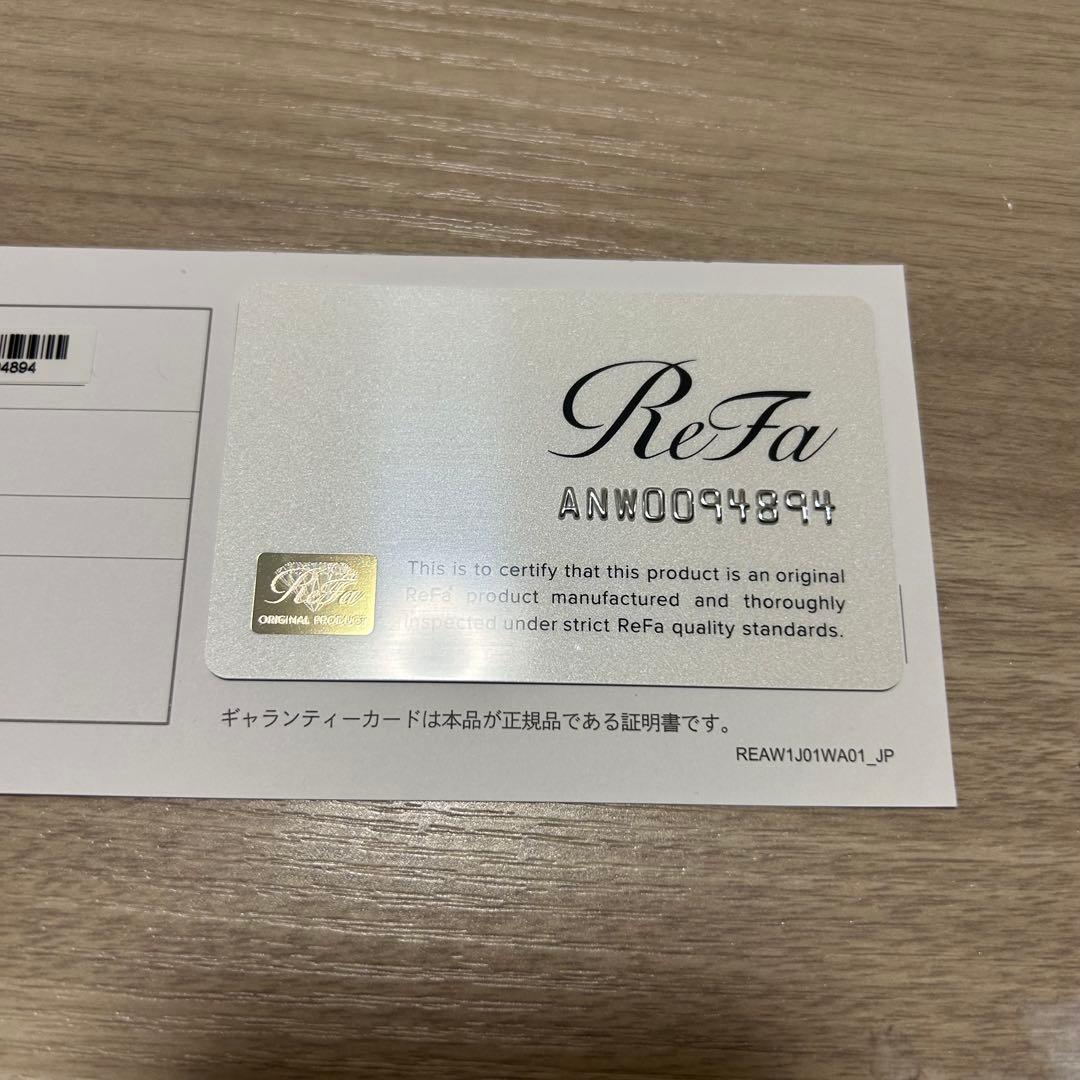 4894
ReFa
ANW0094894
ReFa
ORIGINAL PRODUCT
This is to certify that this product is an original
ReFa product manufactured and thoroughly
inspected under strict ReFa quality standards.
ギャランティーカードは本品が正規品である証明書です。
REAW1J01WA01_JP